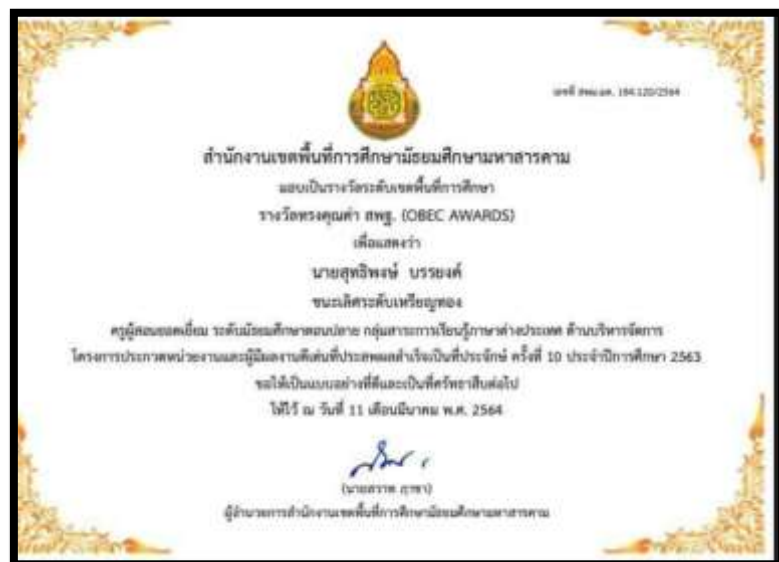 เลขที่ สพม.มค. 194.120/2564
สำนักงานเขตพื้นที่การศึกษามัธยมศึกษามหาสารคาม
มอบเป็นรางวัลระดับเขตพื้นที่การศึกษา
รางวัลทรงคุณค่า สพฐ. (OBEC AWARDS)
เพื่อแสดงว่า
นายสุทธิพงษ์ บรรยงค์
ชนะเลิศระดับเหรียญทอง
ครูผู้สอนยอดเยี่ยม ระดับมัธยมศึกษาตอนปลาย กลุ่มสาระการเรียนรู้ภาษาต่างประเทศ ด้านบริหารจัดการ
โครงการประกวดหน่วยงานและผู้มีผลงานดีเด่นที่ประสพผลสำเร็จเป็นที่ประจักษ์ ครั้งที่ 10 ประจำปีการศึกษา 2563
ขอให้เป็นแบบอย่างที่ดีและเป็นที่ศรัทธาสืบต่อไป
ให้ไว้ ณ วันที่ 11 เดือนมีนาคม พ.ศ. 2564
ผู้อำนวยการสำนักงานเขตพื้นที่การศึกษามัธยมศึกษามหาสารคาม